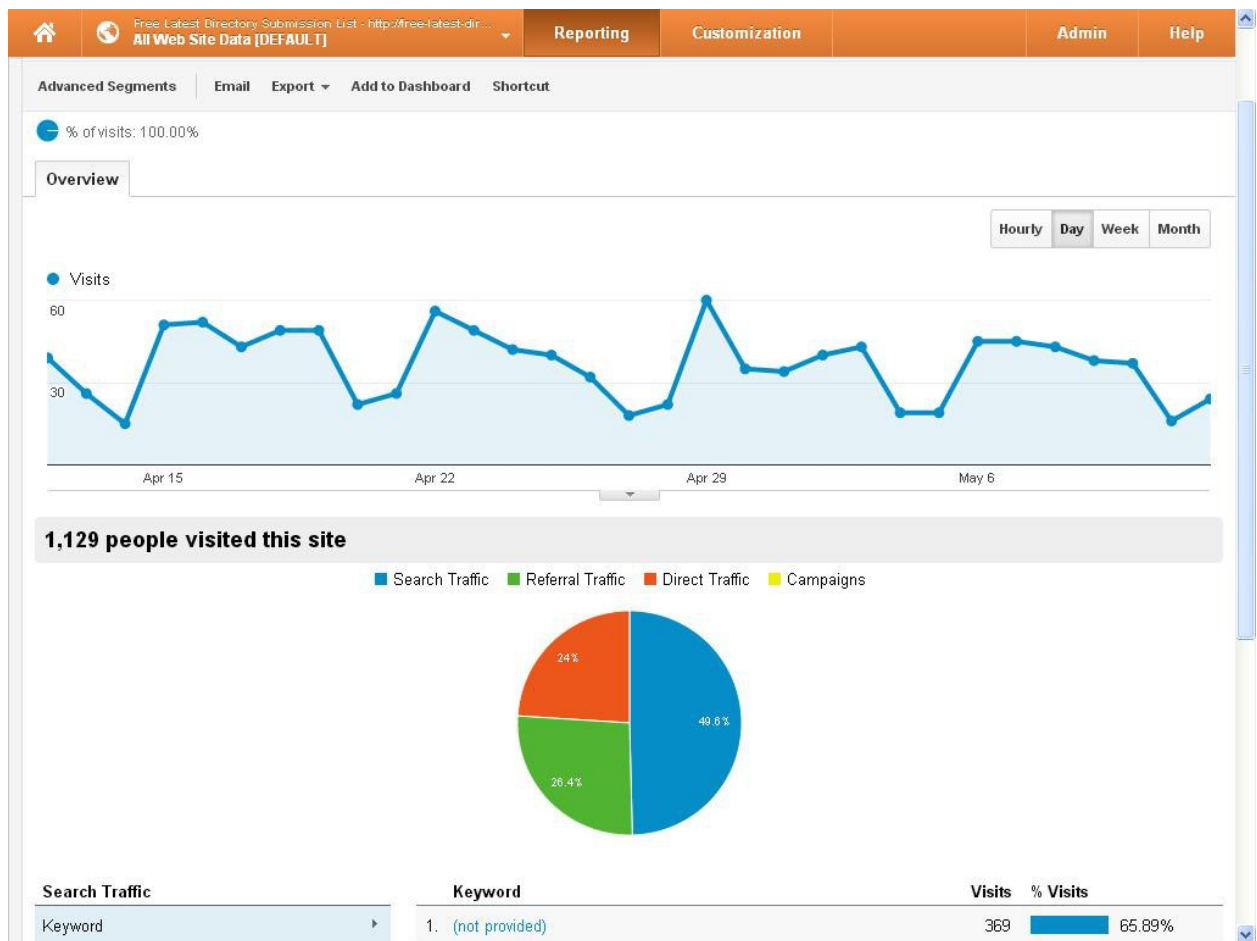 Free Latest Directory Submission List - http://free-latest-dir...
All Web Site Data [DEFAULT]
Reporting
Customization
Admin
Help
Advanced Segments
Email
Export
Add to Dashboard
Shortcut
% of visits: 100.00%
Overview
Hourly
Day
Week
Month
Visits
60
30
Apr 15
Apr 22
Apr 29
May 6
1,129 people visited this site
Search Traffic
Referral Traffic
Direct Traffic
Campaigns
24%
49.6%
26.4%
Search Traffic
Keyword
Keyword Visits % Visits
1. (not provided) 369 65.89%